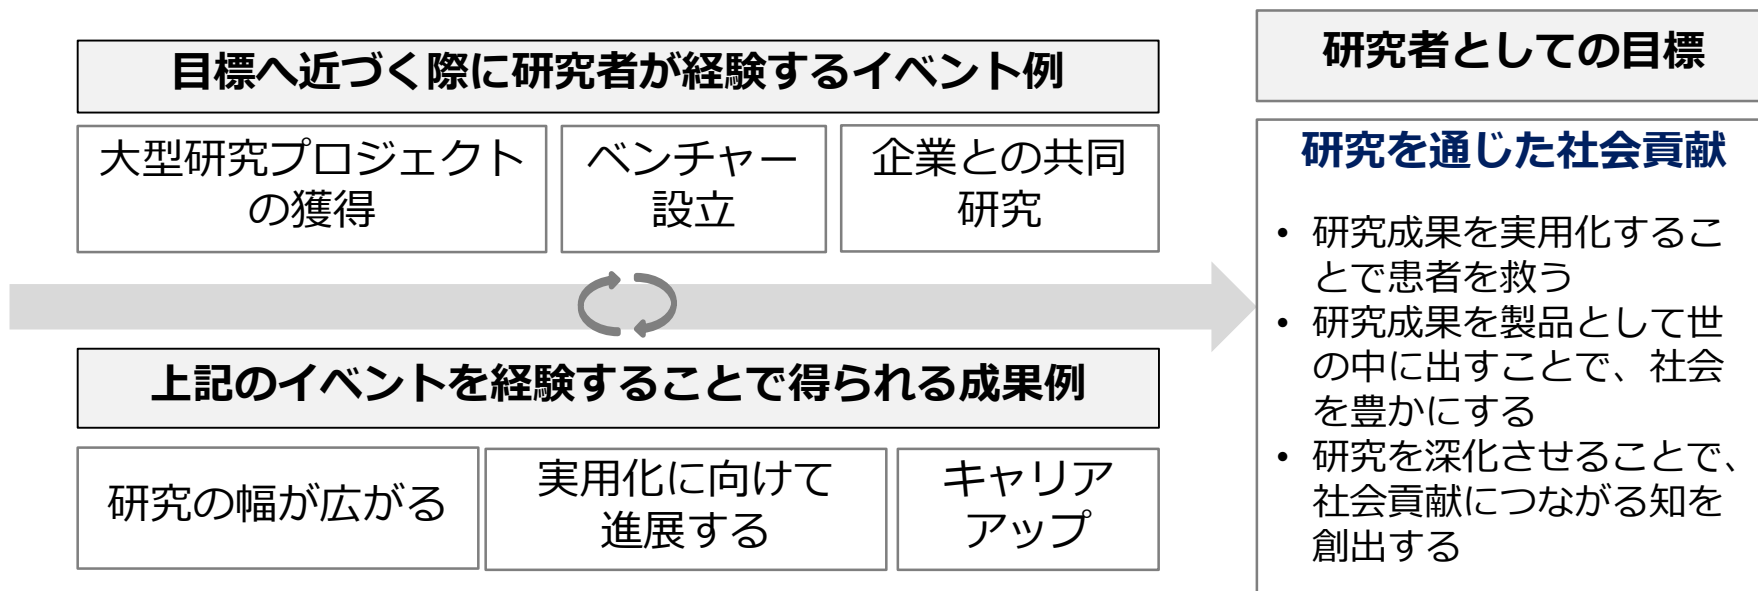 目標へ近づく際に研究者が経験するイベント例
大型研究プロジェクト
の獲得
ベンチャー
設立
企業との共同
研究
上記のイベントを経験することで得られる成果例
研究の幅が広がる
実用化に向けて
進展する
キャリア
アップ
研究者としての目標
研究を通じた社会貢献
• 研究成果を実用化するこ
とで患者を救う
• 研究成果を製品として世
の中に出すことで、社会
を豊かにする
• 研究を深化させることで、
社会貢献につながる知を
創出する